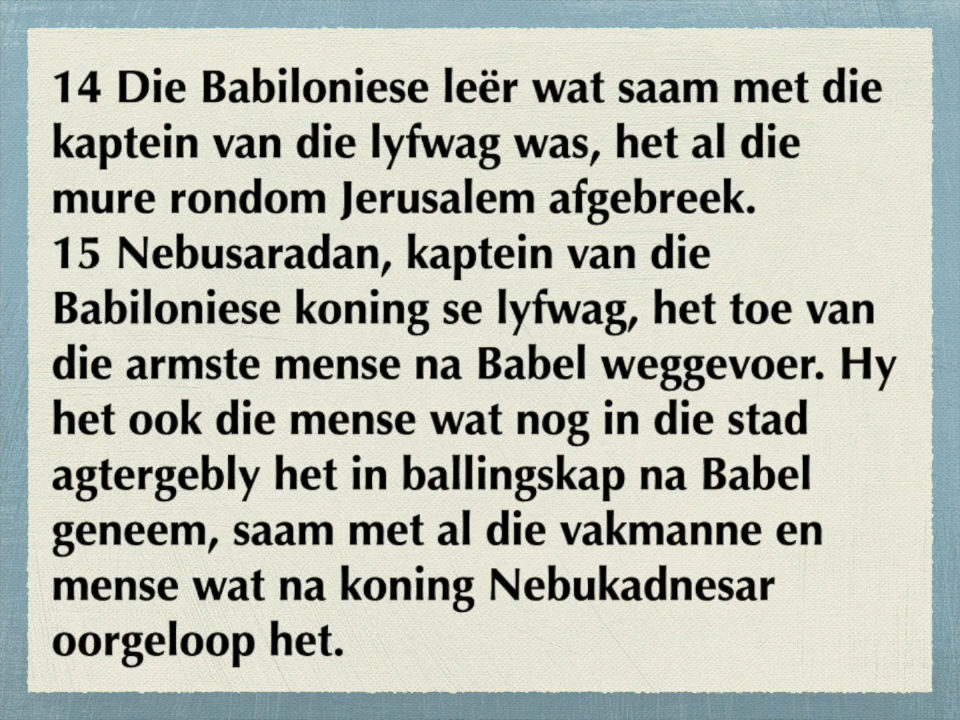 14 Die Babiloniese leër wat saam met die
kaptein van die lyfwag was, het al die
mure rondom Jerusalem afgebreek.
15 Nebusaradan, kaptein van die
Babiloniese koning se lyfwag, het toe van
die armste mense na Babel weggevoer. Hy
het ook die mense wat nog in die stad
agtergebly het in ballingskap na Babel
geneem, saam met al die vakmanne en
mense wat na koning Nebukadnesar
oorgeloop het.